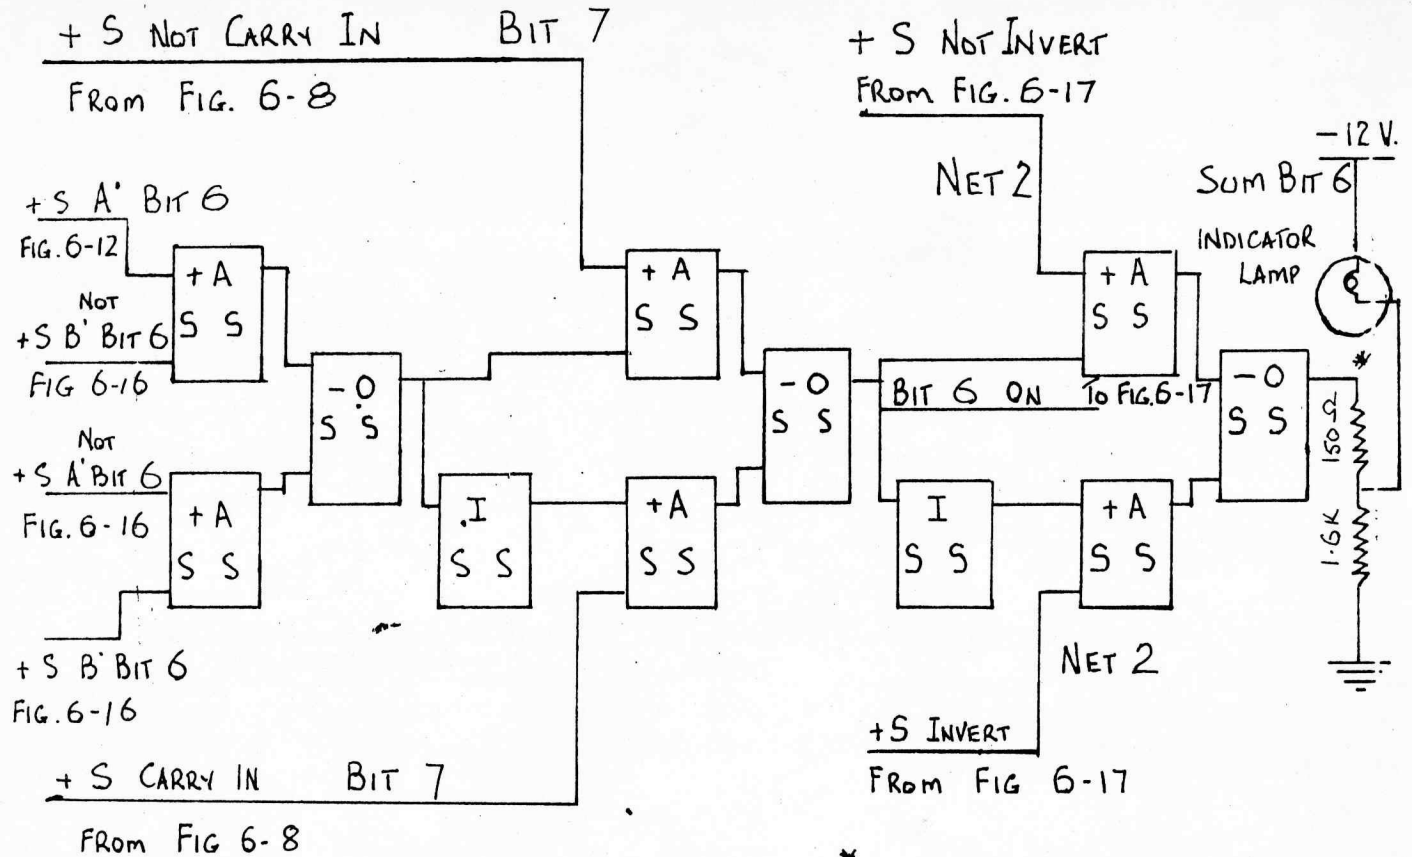 + S NOT CARRY IN BIT 7
FROM FIG. 6-8
+ S NOT INVERT
FROM FIG. 6-17
NET 2
-12 V.
SUM BIT 6
INDICATOR
LAMP
+ S A' BIT 6
FIG. 6-12
NOT
+S B' BIT 6
FIG 6-16
NOT
+ S A' BIT 6
FIG. 6-16
+ S B' BIT 6
FIG. 6-16
+ A
S S
+ A
S S
- O
S S
I
S S
+ A
S S
+ A
S S
- O
S S
BIT 6 ON TO FIG. 6-17
I
S S
+ A
S S
+ A
S S
- O
S S
*
150Ω
1.6K
NET 2
+S INVERT
FROM FIG 6-17
+ S CARRY IN BIT 7
FROM FIG 6-8
*